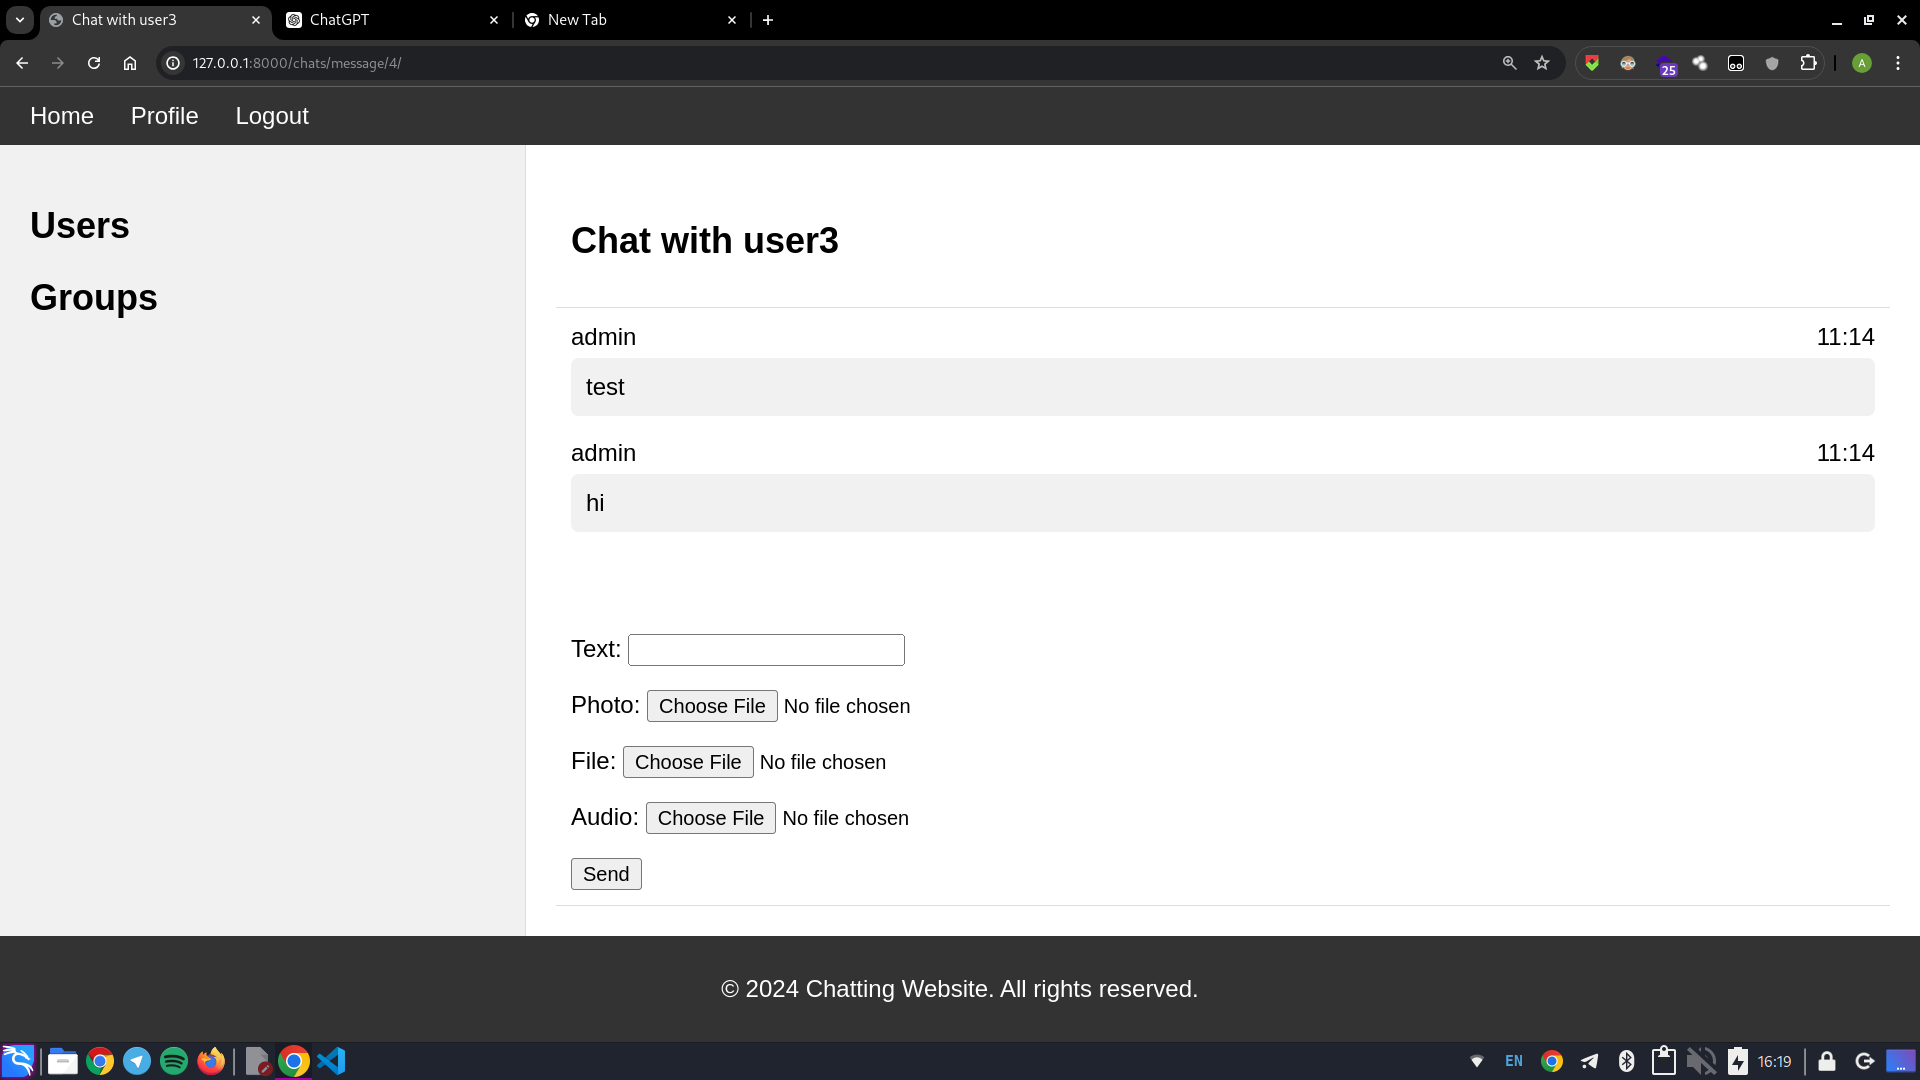 Chat with user3
ChatGPT
New Tab
127.0.0.1:8000/chats/message/4/
25
A
Home Profile Logout
Users
Groups
Chat with user3
admin 11:14
test
admin 11:14
hi
Text:
Photo: Choose File No file chosen
File: Choose File No file chosen
Audio: Choose File No file chosen
Send
© 2024 Chatting Website. All rights reserved.
EN
16:19